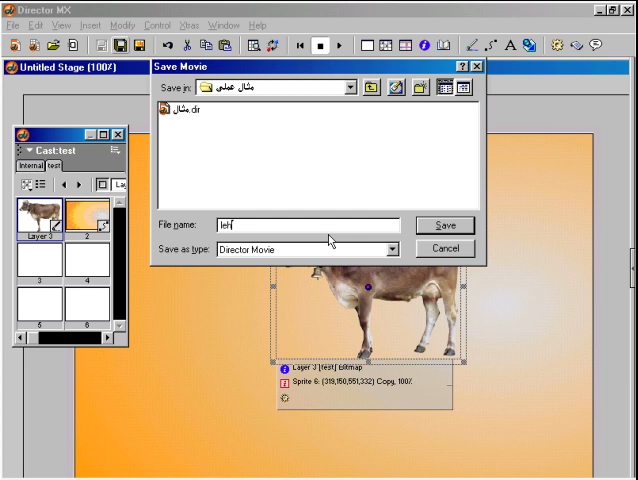 Director MX
File Edit View Insert Modify Control Xtras Window Help
Untitled Stage (100%)
Save Movie
Save in: مثال عملي
مثال.dir
File name: leh
Save
Save as type: Director Movie
Cancel
Cast:test
Internal test
Lay
Layer 3 2
3 4
5 6
Layer 3 [test] Bitmap
Sprite 6: (319,150,551,332) Copy, 100%